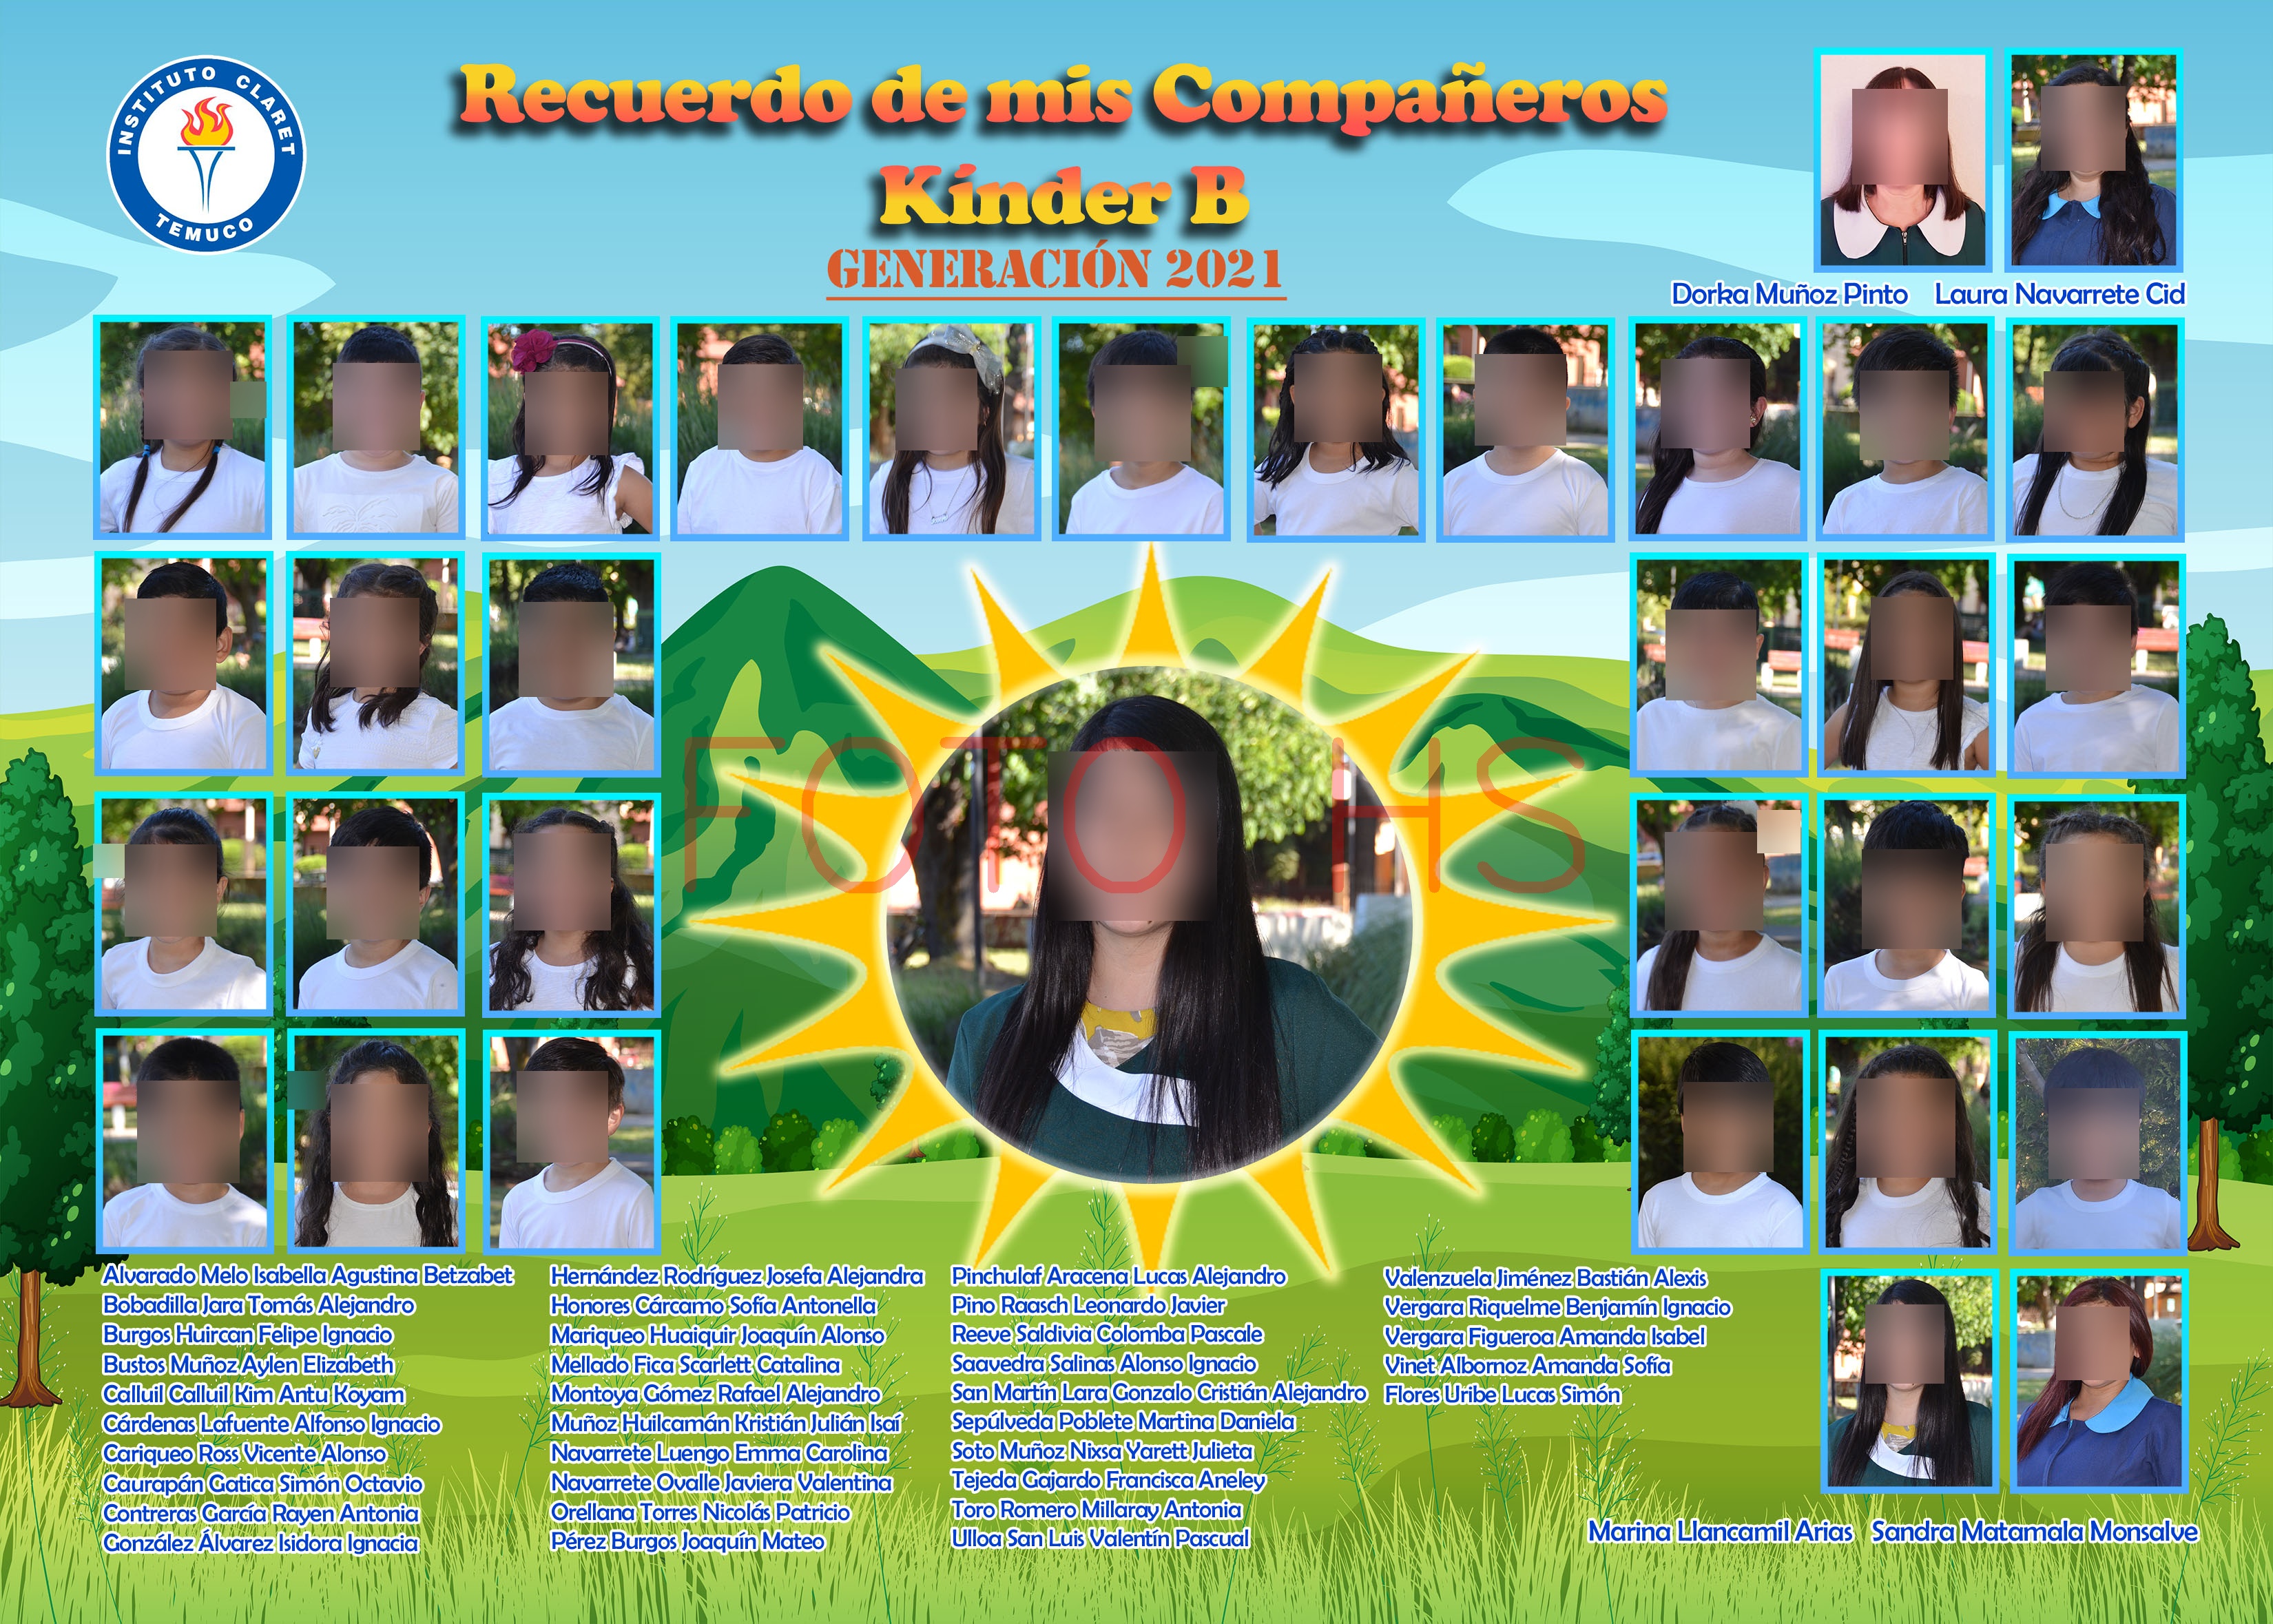 INSTITUTO CLARET
TEMUCO
Recuerdo de mis Compañeros
Kínder B
GENERACIÓN 2021
Dorka Muñoz Pinto
Laura Navarrete Cid
FOTO HS
Alvarado Melo Isabella Agustina Betzabet
Bobadilla Jara Tomás Alejandro
Burgos Huircan Felipe Ignacio
Bustos Muñoz Aylen Elizabeth
Calluil Calluil Kim Antu Koyam
Cárdenas Lafuente Alfonso Ignacio
Cariqueo Ross Vicente Alonso
Caurapán Gatica Simón Octavio
Contreras García Rayen Antonia
González Álvarez Isidora Ignacia
Hernández Rodríguez Josefa Alejandra
Honores Cárcamo Sofía Antonella
Mariqueo Huaiquir Joaquín Alonso
Mellado Fica Scarlett Catalina
Montoya Gómez Rafael Alejandro
Muñoz Huilcamán Kristián Julián Isaí
Navarrete Luengo Emma Carolina
Navarrete Ovalle Javiera Valentina
Orellana Torres Nicolás Patricio
Pérez Burgos Joaquín Mateo
Pinchulaf Aracena Lucas Alejandro
Pino Raasch Leonardo Javier
Reeve Saldivia Colomba Pascale
Saavedra Salinas Alonso Ignacio
San Martín Lara Gonzalo Cristián Alejandro
Sepúlveda Poblete Martina Daniela
Soto Muñoz Nixsa Yarett Julieta
Tejeda Gajardo Francisca Aneley
Toro Romero Millaray Antonia
Ulloa San Luis Valentín Pascual
Valenzuela Jiménez Bastián Alexis
Vergara Riquelme Benjamín Ignacio
Vergara Figueroa Amanda Isabel
Vinet Albornoz Amanda Sofía
Flores Uribe Lucas Simón
Marina Llancamil Arias
Sandra Matamala Monsalve